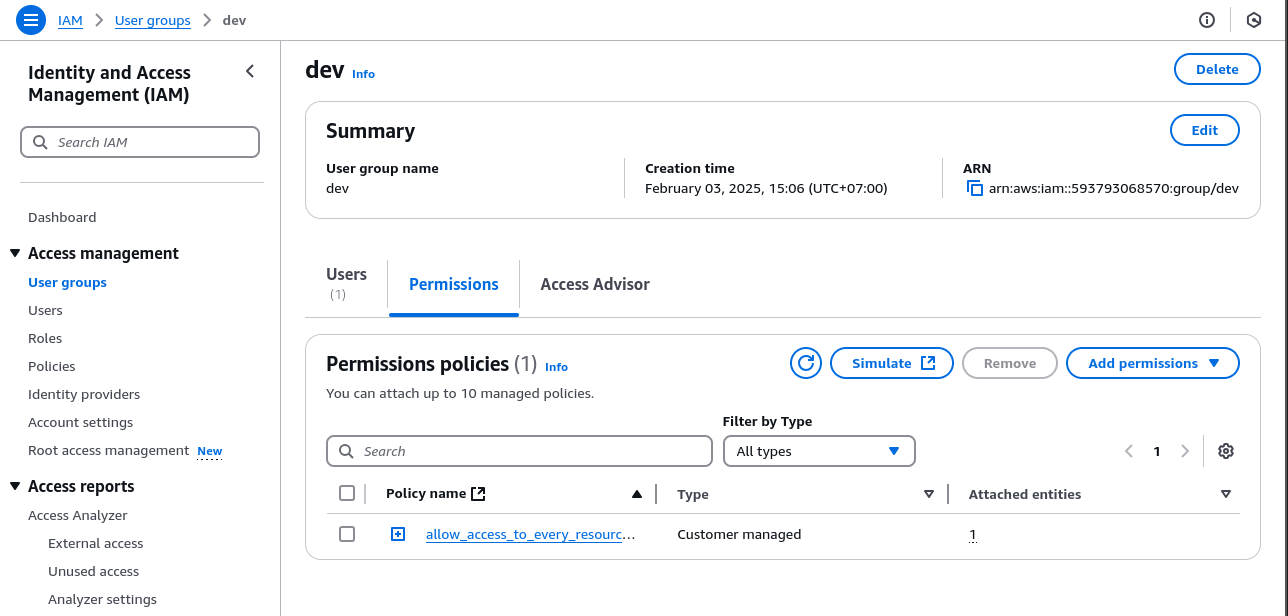 IAM > User groups > dev
Identity and Access
Management (IAM)
Search IAM
Dashboard
Access management
User groups
Users
Roles
Policies
Identity providers
Account settings
Root access management New
Access reports
Access Analyzer
External access
Unused access
Analyzer settings
dev Info
Delete
Summary
Edit
User group name
dev
Creation time
February 03, 2025, 15:06 (UTC+07:00)
ARN
arn:aws:iam::593793068570:group/dev
Users
(1)
Permissions
Access Advisor
Permissions policies (1) Info
Simulate
Remove
Add permissions
You can attach up to 10 managed policies.
Filter by Type
Search
All types
1
Policy name
Type
Attached entities
allow_access_to_every_resourc…
Customer managed
1